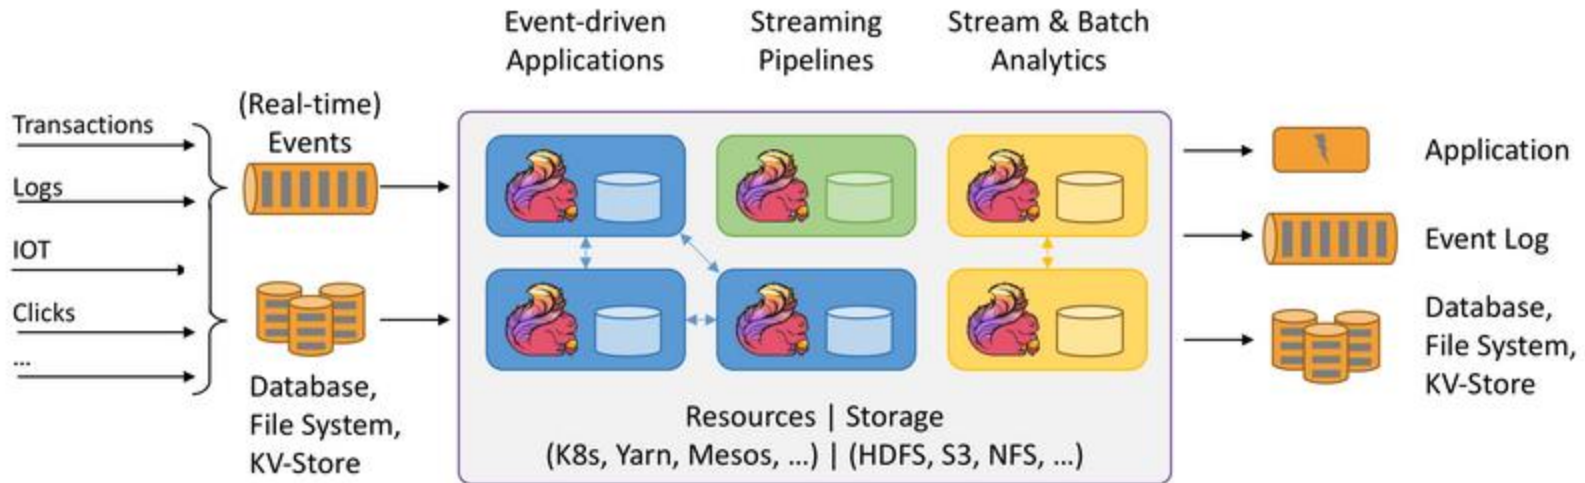 Event-driven
Applications
Streaming
Pipelines
Stream & Batch
Analytics
Transactions
Logs
IOT
Clicks
...
(Real-time)
Events
Database,
File System,
KV-Store
Resources | Storage
(K8s, Yarn, Mesos, ...) | (HDFS, S3, NFS, ...)
Application
Event Log
Database,
File System,
KV-Store